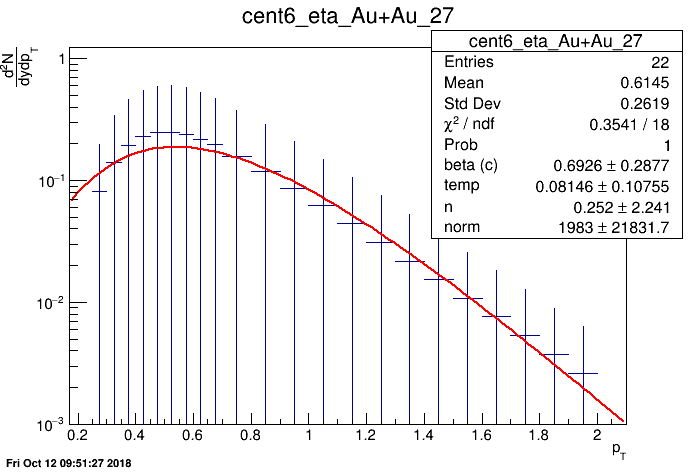 cent6_eta_Au+Au_27
d²N
dydp_T
cent6_eta_Au+Au_27
Entries 22
Mean 0.6145
Std Dev 0.2619
χ² / ndf 0.3541 / 18
Prob 1
beta (c) 0.6926 ± 0.2877
temp 0.08146 ± 0.10755
n 0.252 ± 2.241
norm 1983 ± 21831.7
1
10⁻¹
10⁻²
10⁻³
0.2 0.4 0.6 0.8 1 1.2 1.4 1.6 1.8 2
p_T
Fri Oct 12 09:51:27 2018